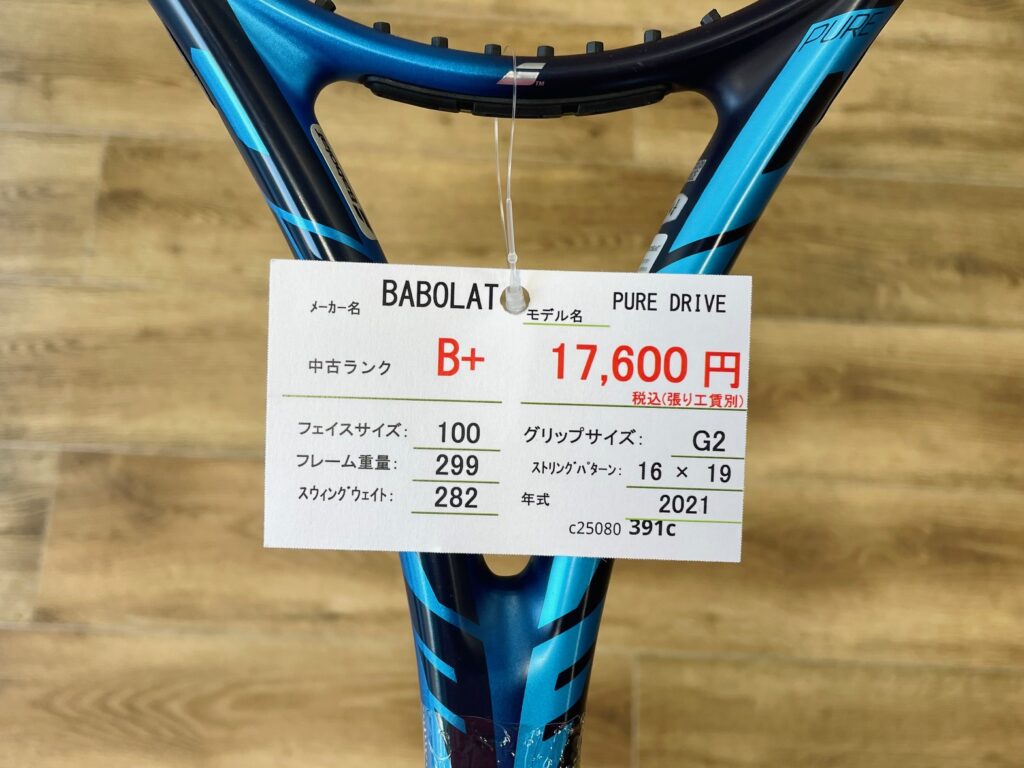 PURE
メーカー名 BABOLAT モデル名 PURE DRIVE
中古ランク B+ 17,600 円
税込(張り工賃別)
フェイスサイズ: 100 グリップサイズ: G2
フレーム重量: 299 ストリングパターン: 16 × 19
スウィングウェイト: 282 年式 2021
c25080 391c